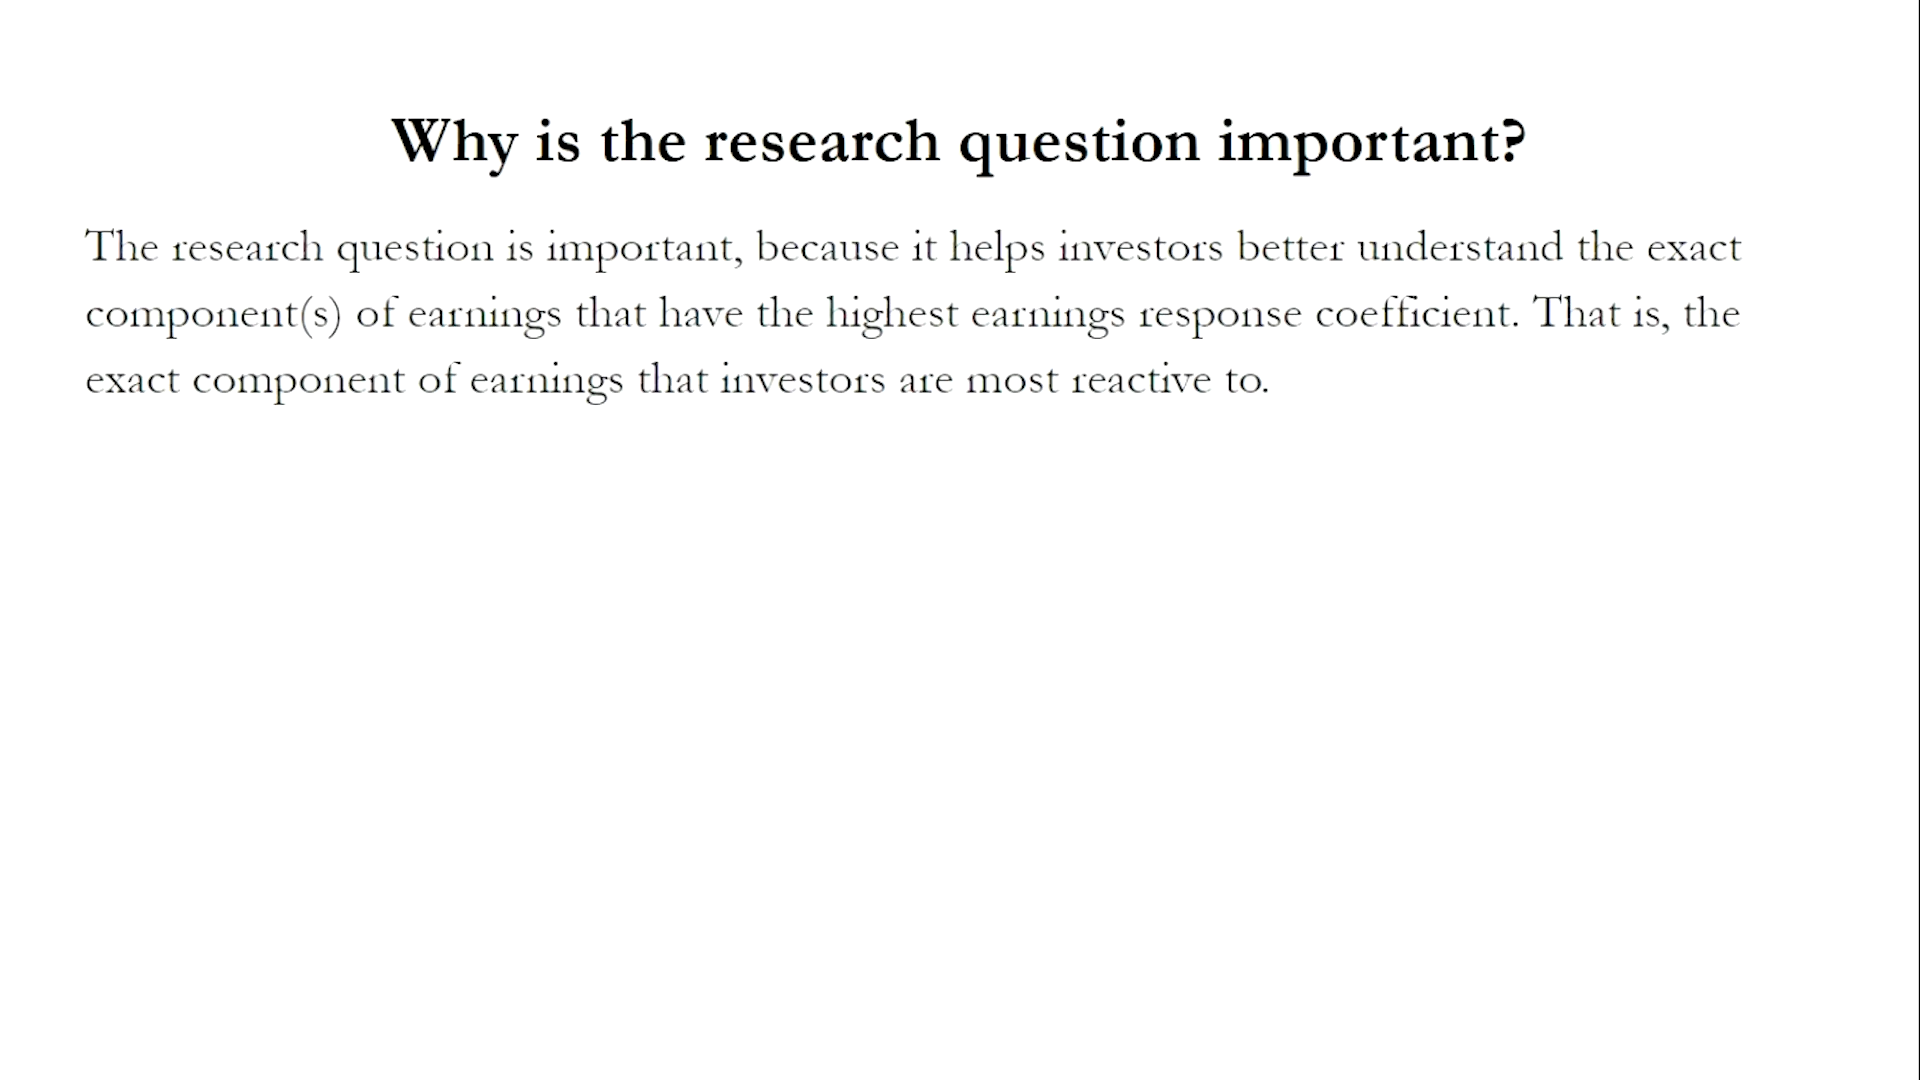 Why is the research question important?
The research question is important, because it helps investors better understand the exact
component(s) of earnings that have the highest earnings response coefficient. That is, the
exact component of earnings that investors are most reactive to.